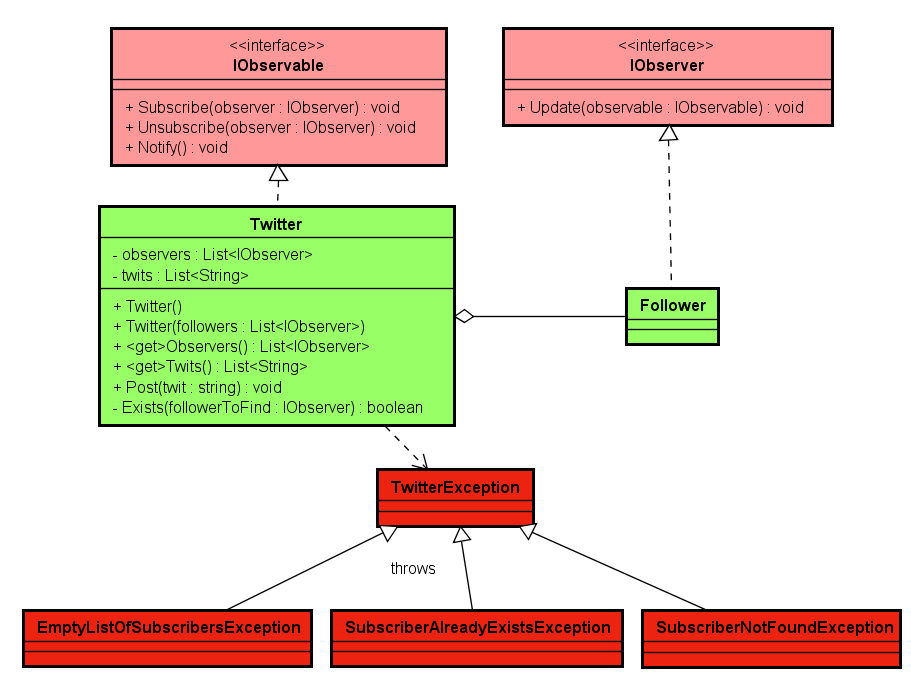 <<interface>>
IObservable
+ Subscribe(observer : IObserver) : void
+ Unsubscribe(observer : IObserver) : void
+ Notify() : void
<<interface>>
IObserver
+ Update(observable : IObservable) : void
Twitter
- observers : List<IObserver>
- twits : List<String>
+ Twitter()
+ Twitter(followers : List<IObserver>)
+ <get>Observers() : List<IObserver>
+ <get>Twits() : List<String>
+ Post(twit : string) : void
- Exists(followerToFind : IObserver) : boolean
Follower
TwitterException
throws
EmptyListOfSubscribersException
SubscriberAlreadyExistsException
SubscriberNotFoundException